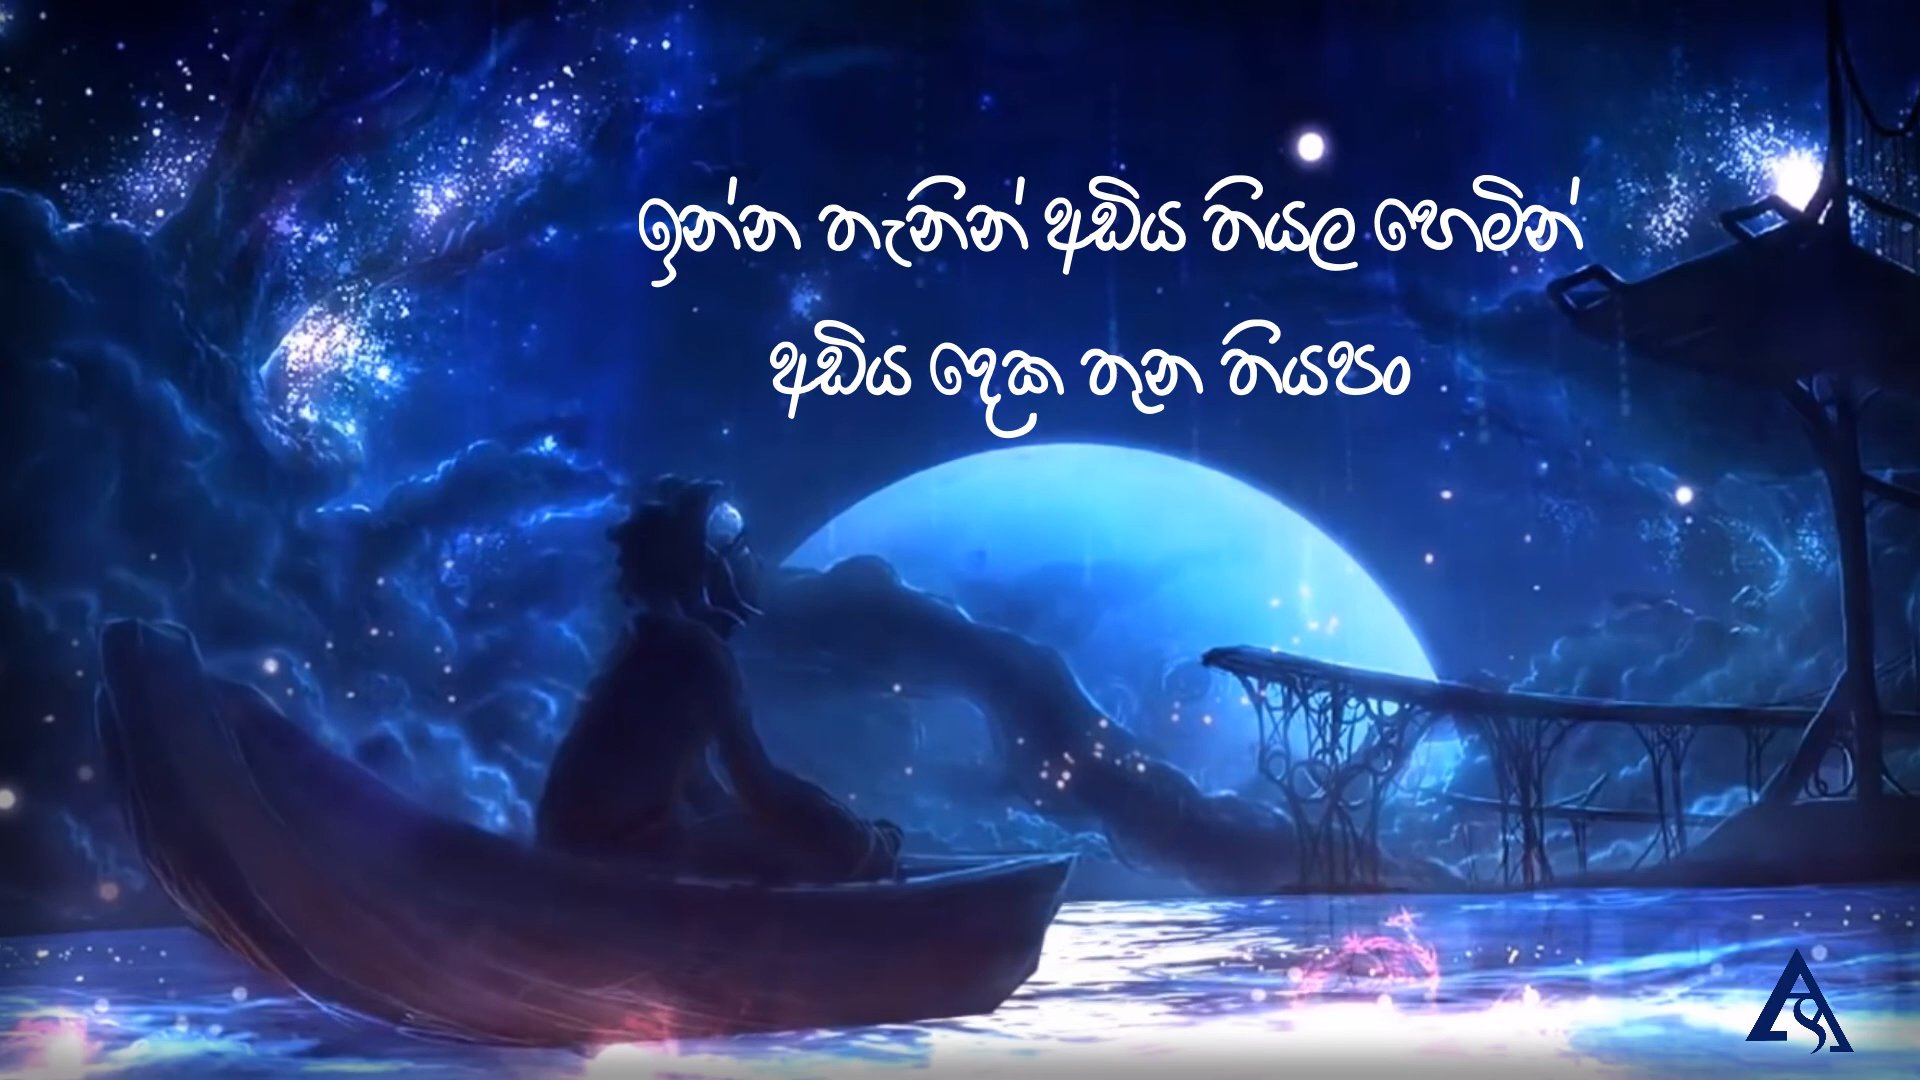 ඉන්න තැනින් අඩිය තියල හෙමින්
අඩිය දෙක තුන තියපං